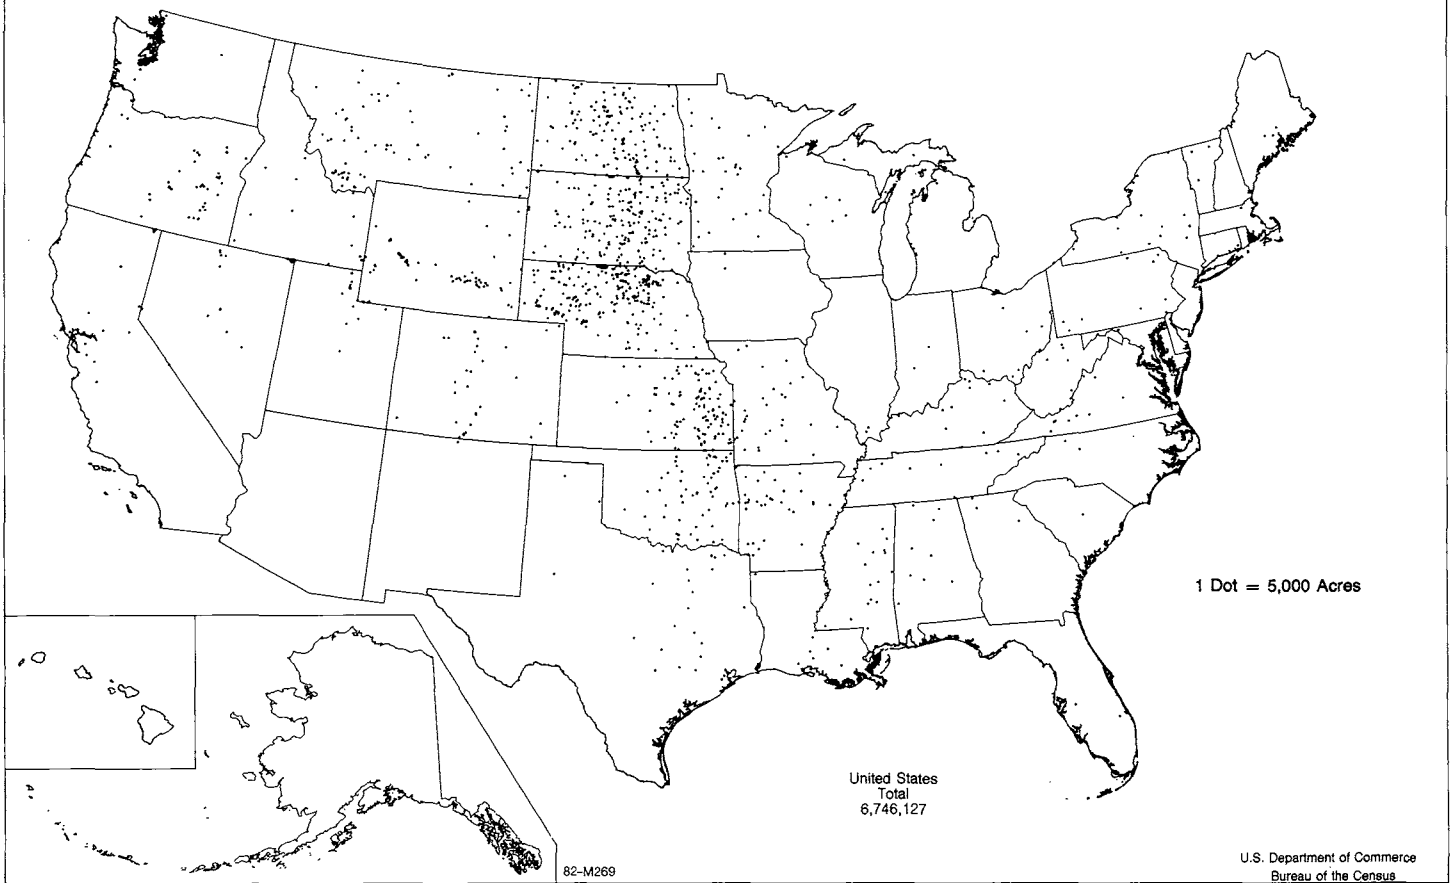 1 Dot = 5,000 Acres
United States
Total
6,746,127
82-M269
U.S. Department of Commerce
Bureau of the Census